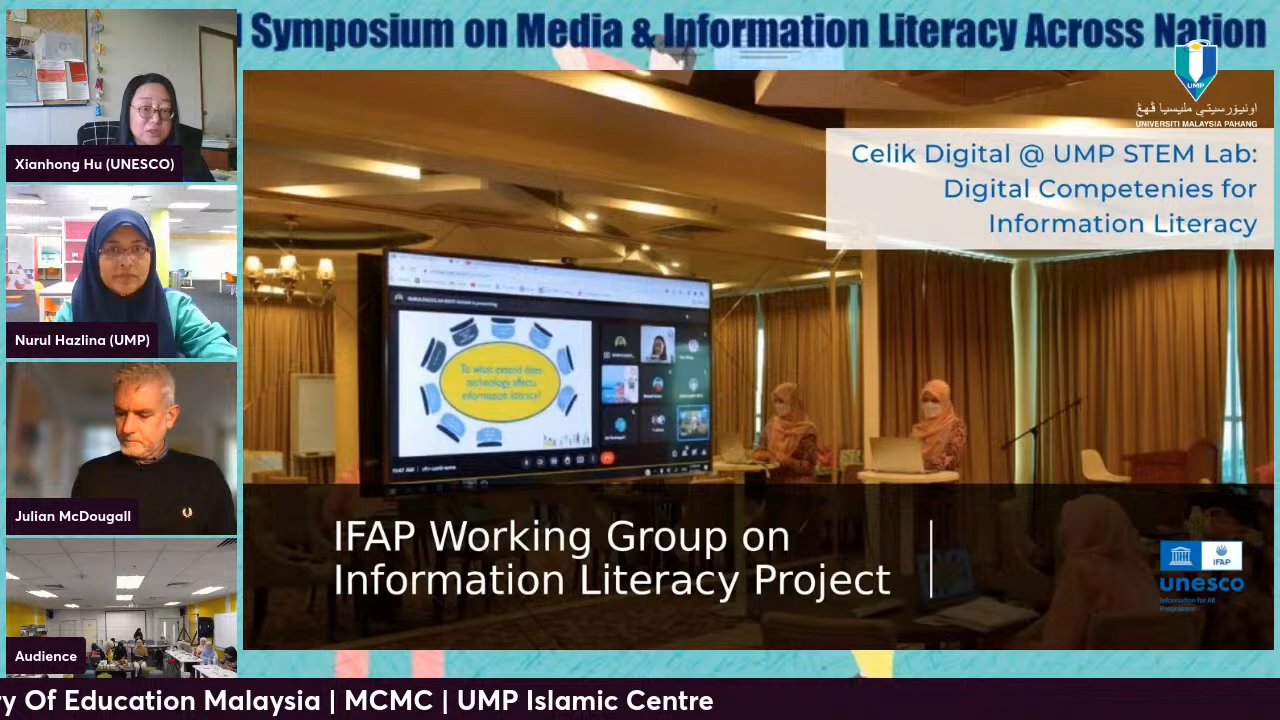 l Symposium on Media & Information Literacy Across Nation
Xianhong Hu (UNESCO)
Nurul Hazlina (UMP)
Julian McDougall
Audience
UMP
اونيۏرسيتي مليسيا ڤهڠ
UNIVERSITI MALAYSIA PAHANG
Celik Digital @ UMP STEM Lab:
Digital Competenies for
Information Literacy
To what extend does
technology affects
information literacy?
IFAP Working Group on
Information Literacy Project
IFAP
unesco
Information for All
Programme
ry Of Education Malaysia | MCMC | UMP Islamic Centre